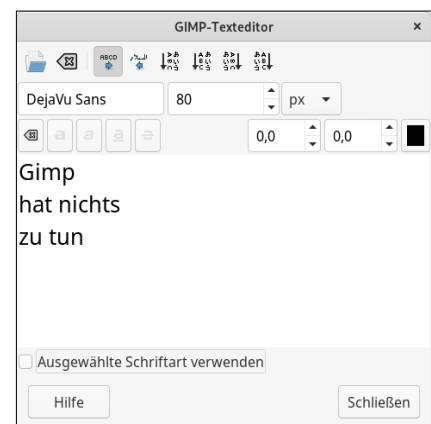 GIMP-Texteditor
DejaVu Sans 80 px
0,0 0,0
Gimp
hat nichts
zu tun
Ausgewählte Schriftart verwenden
Hilfe Schließen